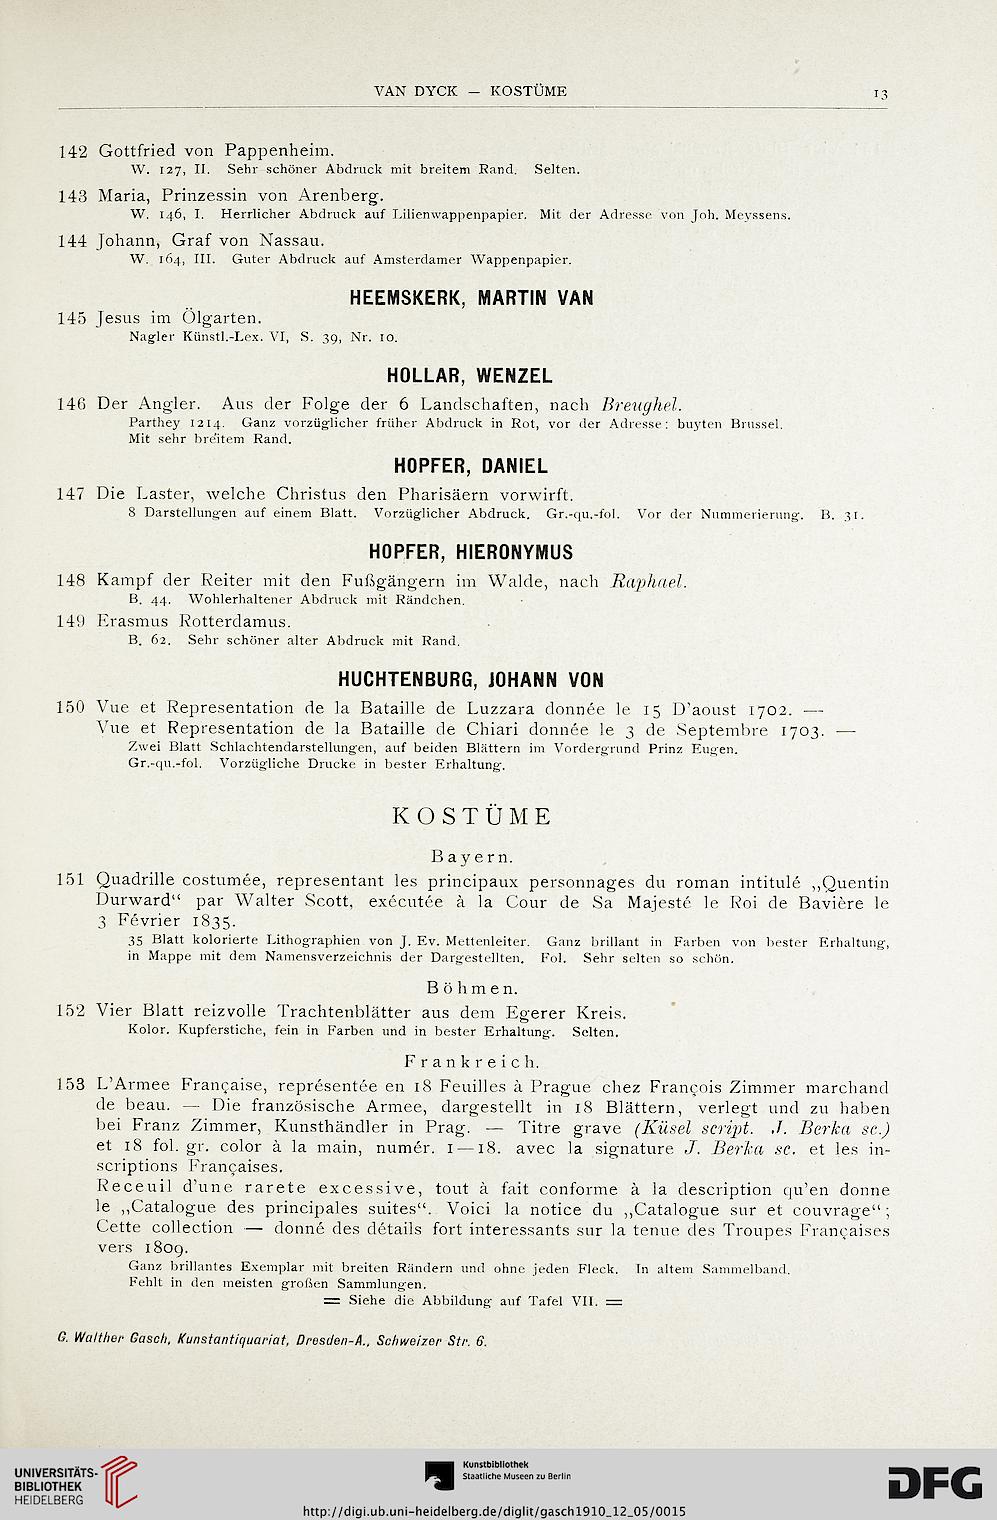 VAN DYCK — KOSTÜME 13
142 Gottfried von Pappenheim.
W. 127, II. Sehr schöner Abdruck mit breitem Rand. Selten.
143 Maria, Prinzessin von Arenberg.
W. 146, I. Herrlicher Abdruck auf Lilienwappenpapier. Mit der Adresse von Joh. Meyssens.
144 Johann, Graf von Nassau.
W. 164, III. Guter Abdruck auf Amsterdamer Wappenpapier.
HEEMSKERK, MARTIN VAN
145 Jesus im Ölgarten.
Nagler Künstl.-Lex. VI, S. 39, Nr. 10.
HOLLAR, WENZEL
146 Der Angler. Aus der Folge der 6 Landschaften, nach Breughel.
Parthey 1214. Ganz vorzüglicher früher Abdruck in Rot, vor der Adresse: buyten Brussel.
Mit sehr breitem Rand.
HOPFER, DANIEL
147 Die Laster, welche Christus den Pharisäern vorwirft.
8 Darstellungen auf einem Blatt. Vorzüglicher Abdruck. Gr.-qu.-fol. Vor der Nummerierung. B. 31.
HOPFER, HIERONYMUS
148 Kampf der Reiter mit den Fußgängern im Walde, nach Raphael.
B. 44. Wohlerhaltener Abdruck mit Rändchen.
149 Erasmus Rotterdamus.
B. 62. Sehr schöner alter Abdruck mit Rand.
HUCHTENBURG, JOHANN VON
150 Vue et Representation de la Bataille de Luzzara donnée le 15 D'aoust 1702. —
Vue et Representation de la Bataille de Chiari donnée le 3 de Septembre 1703. —
Zwei Blatt Schlachtendarstellungen, auf beiden Blättern im Vordergrund Prinz Eugen.
Gr.-qu.-fol. Vorzügliche Drucke in bester Erhaltung.
KOSTÜME
Bayern.
151 Quadrille costumée, representant les principaux personnages du roman intitulé „Quentin
Durward“ par Walter Scott, exécutée à la Cour de Sa Majesté le Roi de Bavière le
3 Février 1835.
35 Blatt kolorierte Lithographien von J. Ev. Mettenleiter. Ganz brillant in Farben von bester Erhaltung,
in Mappe mit dem Namensverzeichnis der Dargestellten. Fol. Sehr selten so schön.
Böhmen.
152 Vier Blatt reizvolle Trachtenblätter aus dem Egerer Kreis.
Kolor. Kupferstiche, fein in Farben und in bester Erhaltung. Selten.
Frankreich.
153 L'Armee Française, représentée en 18 Feuilles à Prague chez François Zimmer marchand
de beau. — Die französische Armee, dargestellt in 18 Blättern, verlegt und zu haben
bei Franz Zimmer, Kunsthändler in Prag. — Titre grave (Küsel script. J. Berka sc.)
et 18 fol. gr. color à la main, numér. 1—18. avec la signature J. Berka sc. et les in-
scriptions Françaises.
Receuil d'une rarete excessive, tout à fait conforme à la description qu'en donne
le „Catalogue des principales suites“. Voici la notice du „Catalogue sur et couvrage“;
Cette collection — donné des détails fort interessants sur la tenue des Troupes Françaises
vers 1809.
Ganz brillantes Exemplar mit breiten Rändern und ohne jeden Fleck. In altem Sammelband.
Fehlt in den meisten großen Sammlungen.
= Siehe die Abbildung auf Tafel VII. =
G. Walther Gasch, Kunstantiquariat, Dresden-A., Schweizer Str. 6.
UNIVERSITÄTS-
BIBLIOTHEK
HEIDELBERG
Kunstbibliothek
Staatliche Museen zu Berlin
DFG
http://digi.ub.uni-heidelberg.de/diglit/gasch1910_12_05/0015